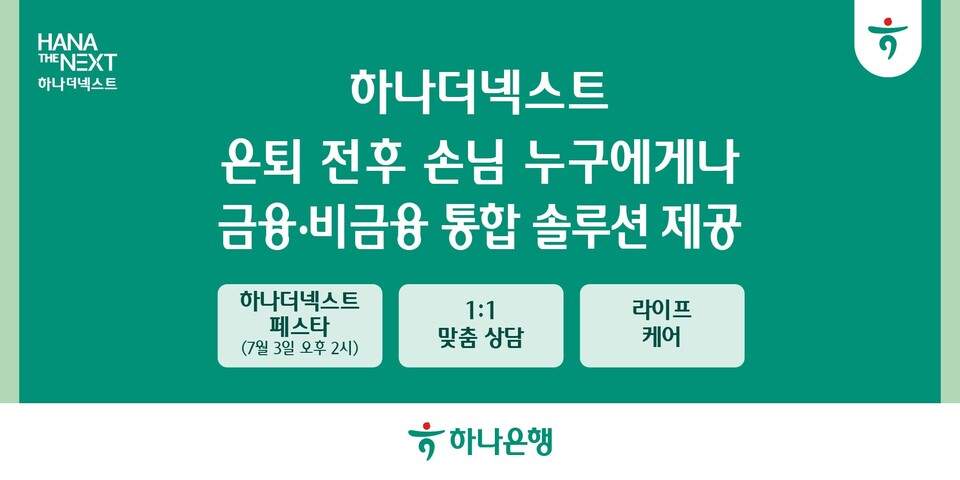 HANA
THE NEXT
하나더넥스트
하나더넥스트
은퇴 전후 손님 누구에게나
금융·비금융 통합 솔루션 제공
하나더넥스트
페스타
(7월 3일 오후 2시)
1:1
맞춤 상담
라이프
케어
하나은행